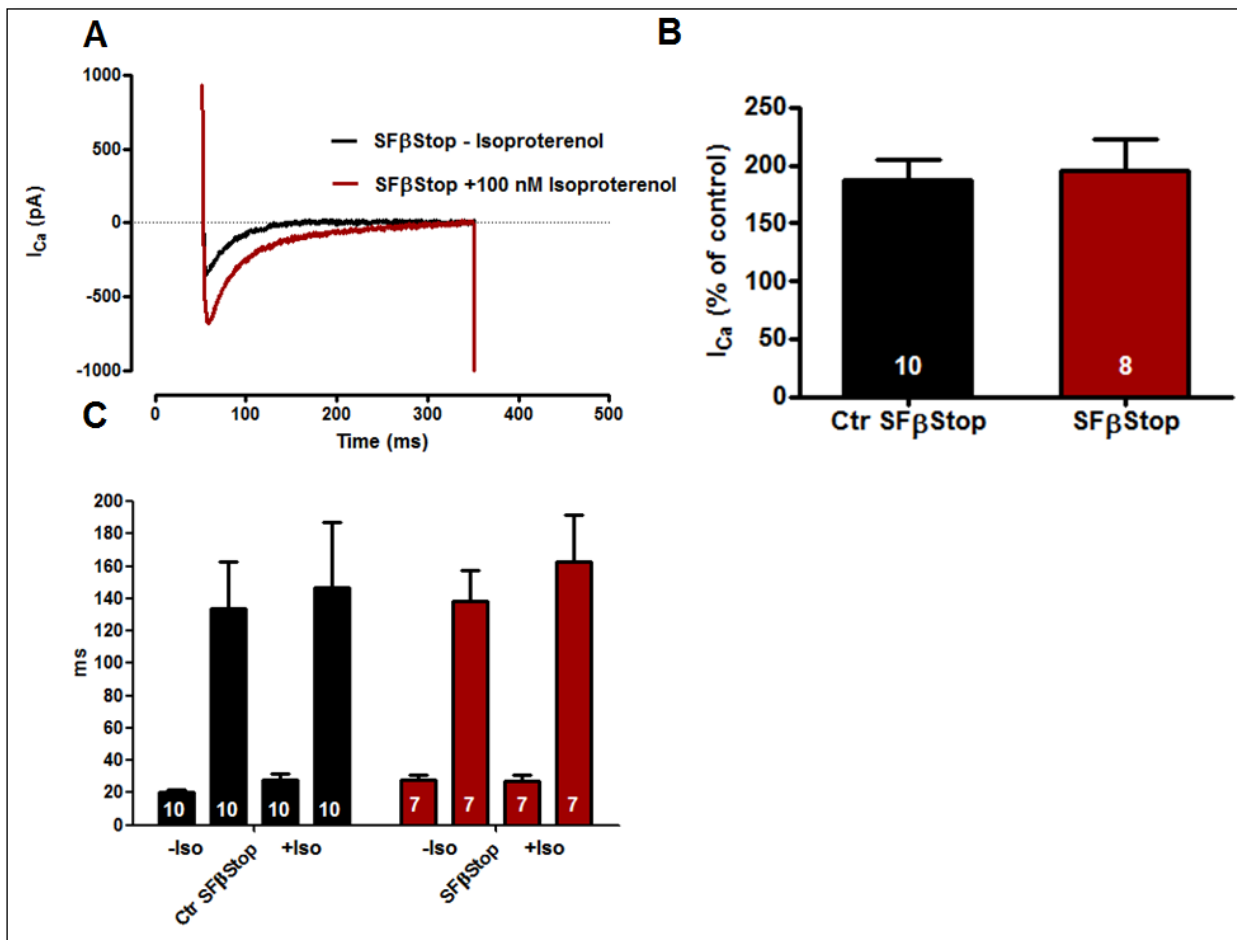 A
1000
500
0
-500
-1000
I_Ca (pA)
SFβStop - Isoproterenol
SFβStop +100 nM Isoproterenol
0 100 200 300 400 500
Time (ms)
B
250
200
150
100
50
0
I_Ca (% of control)
10 8
Ctr SFβStop SFβStop
C
200
180
160
140
120
100
80
60
40
20
0
ms
10 10 10 10 7 7 7 7
-Iso +Iso -Iso +Iso
Ctr SFβStop SFβStop